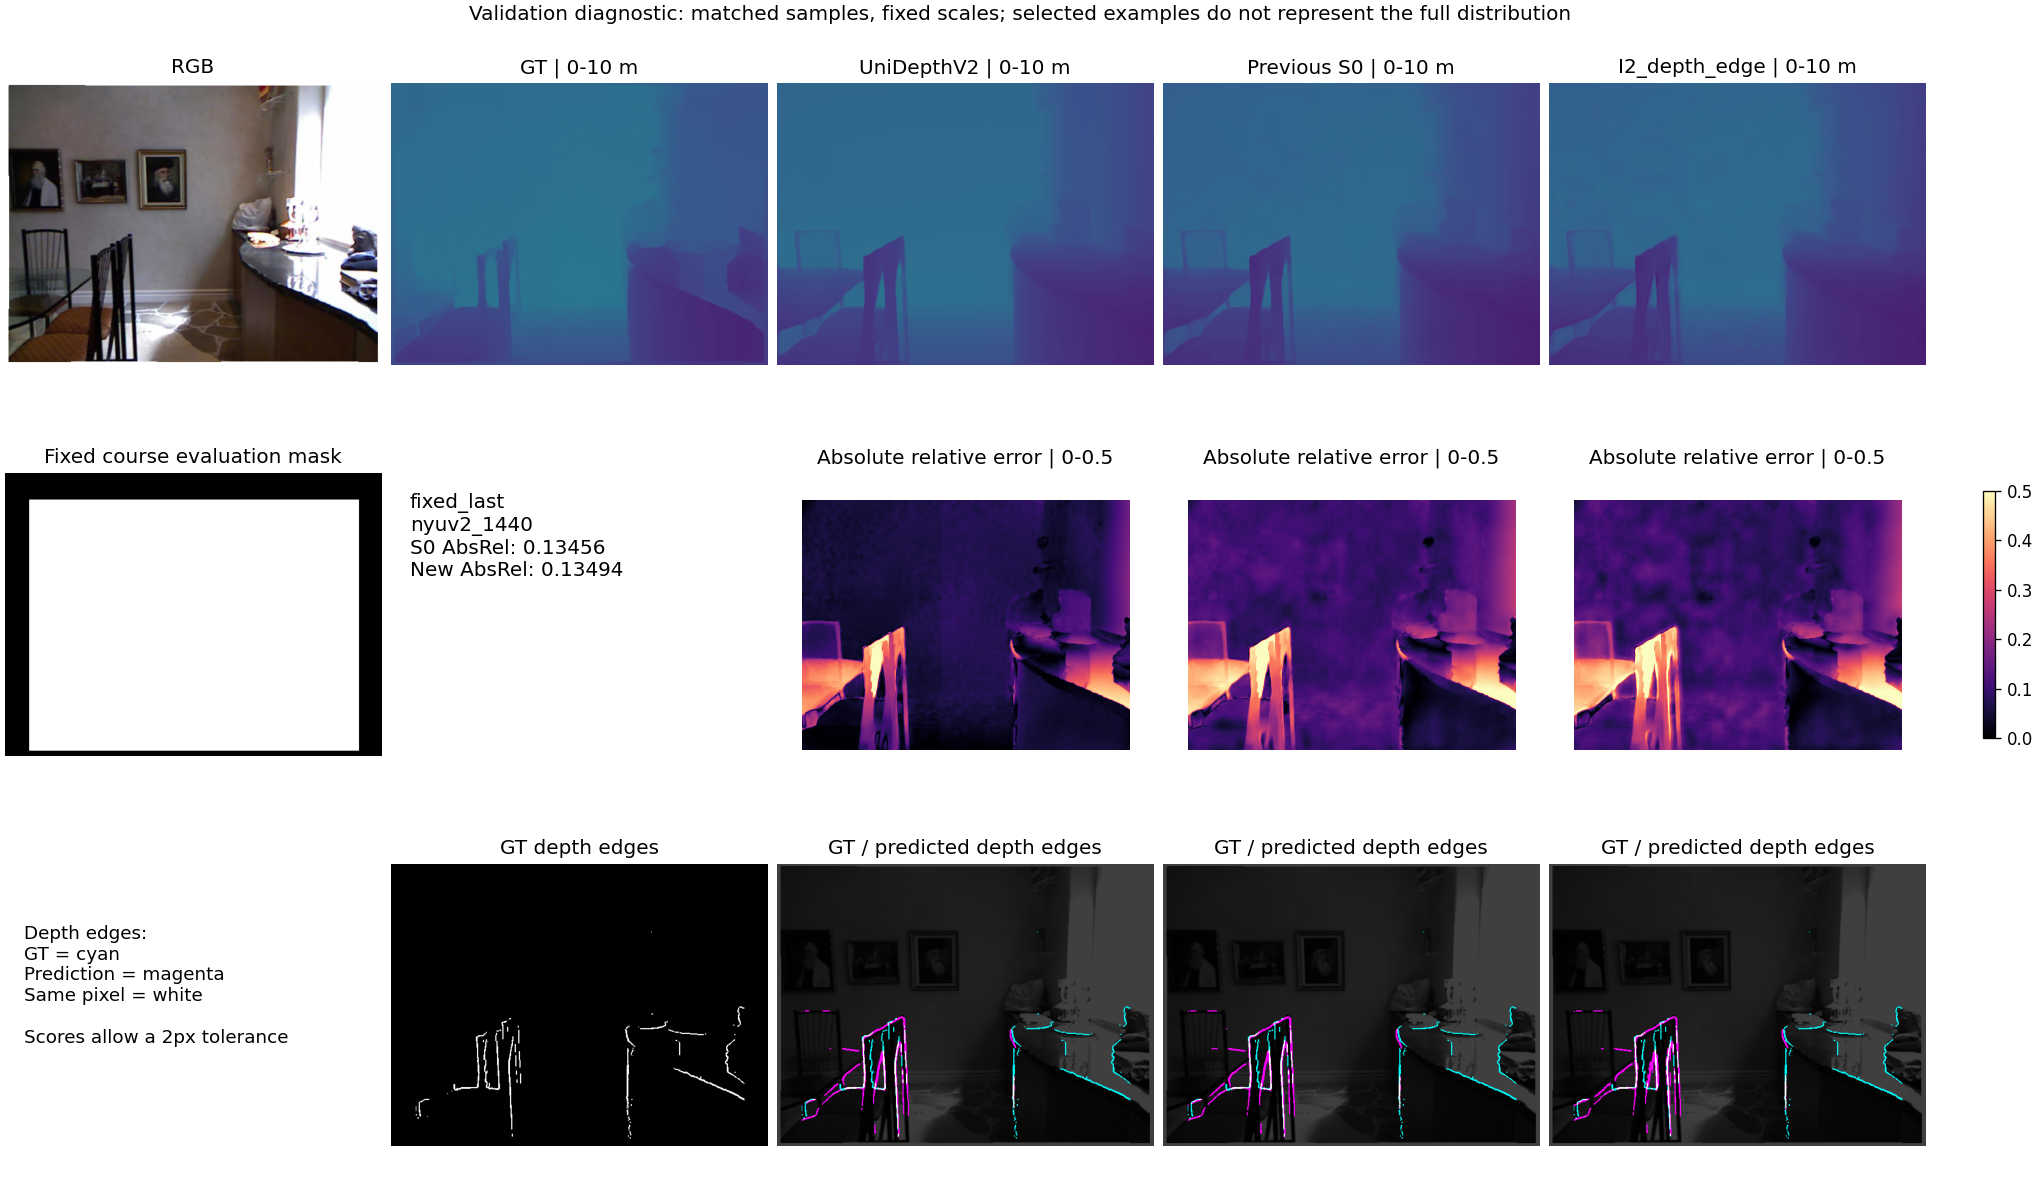 Validation diagnostic: matched samples, fixed scales; selected examples do not represent the full distribution
RGB
GT | 0-10 m
UniDepthV2 | 0-10 m
Previous S0 | 0-10 m
I2_depth_edge | 0-10 m
Fixed course evaluation mask
fixed_last
nyuv2_1440
S0 AbsRel: 0.13456
New AbsRel: 0.13494
Absolute relative error | 0-0.5
Absolute relative error | 0-0.5
Absolute relative error | 0-0.5
0.5
0.4
0.3
0.2
0.1
0.0
Depth edges:
GT = cyan
Prediction = magenta
Same pixel = white
Scores allow a 2px tolerance
GT depth edges
GT / predicted depth edges
GT / predicted depth edges
GT / predicted depth edges